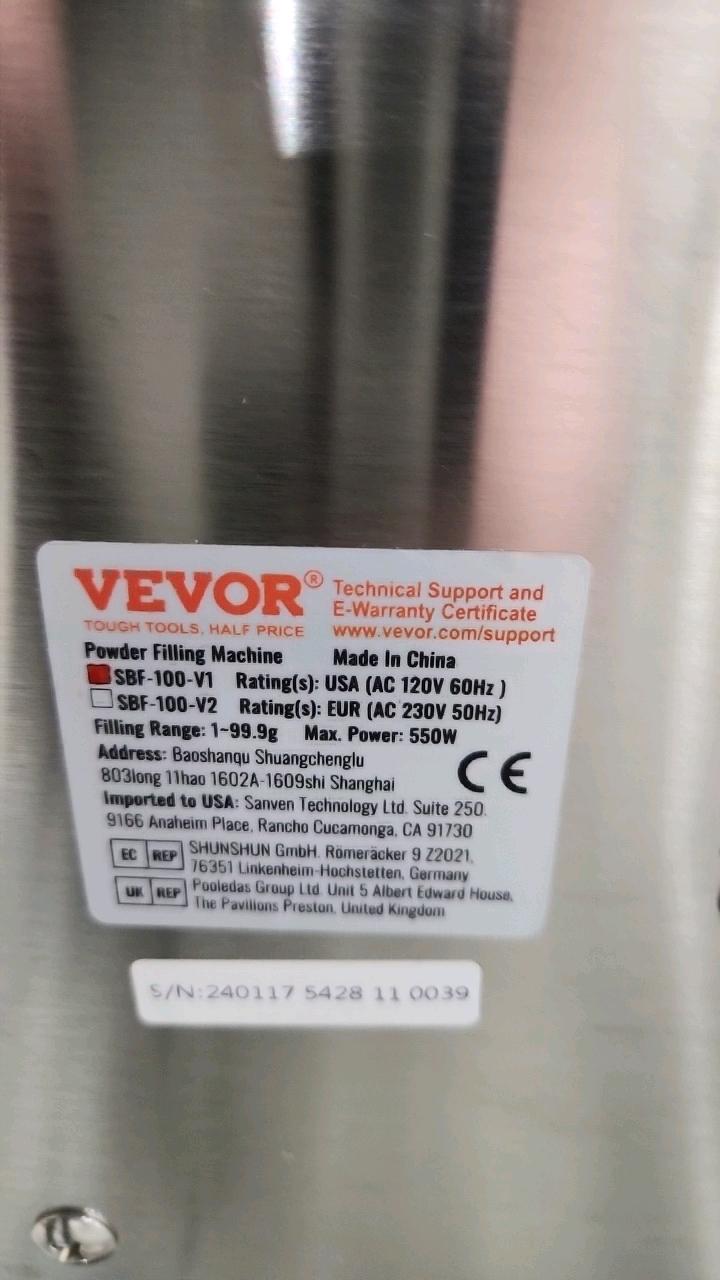 VEVOR®
TOUGH TOOLS, HALF PRICE
Technical Support and
E-Warranty Certificate
www.vevor.com/support
Powder Filling Machine Made In China
SBF-100-V1 Rating(s): USA (AC 120V 60Hz )
SBF-100-V2 Rating(s): EUR (AC 230V 50Hz)
Filling Range: 1~99.9g Max. Power: 550W
Address: Baoshanqu Shuangchenglu
803long 11hao 1602A-1609shi Shanghai
CE
Imported to USA: Sanven Technology Ltd. Suite 250,
9166 Anaheim Place, Rancho Cucamonga, CA 91730
EC REP SHUNSHUN GmbH. Römeräcker 9 Z2021,
76351 Linkenheim-Hochstetten, Germany
UK REP Pooledas Group Ltd. Unit 5 Albert Edward House,
The Pavilions Preston, United Kingdom
S/N:240117 5428 11 0039